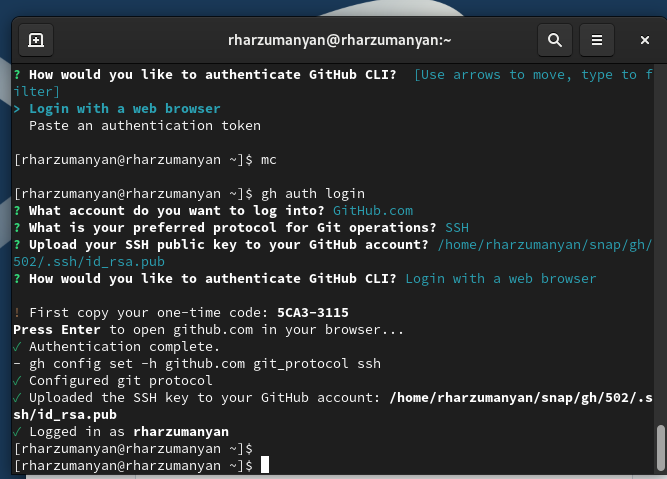 rharzumanyan@rharzumanyan:~
? How would you like to authenticate GitHub CLI?  [Use arrows to move, type to f
ilter]
> Login with a web browser
  Paste an authentication token
[rharzumanyan@rharzumanyan ~]$ mc
[rharzumanyan@rharzumanyan ~]$ gh auth login
? What account do you want to log into? GitHub.com
? What is your preferred protocol for Git operations? SSH
? Upload your SSH public key to your GitHub account? /home/rharzumanyan/snap/gh/
502/.ssh/id_rsa.pub
? How would you like to authenticate GitHub CLI? Login with a web browser
! First copy your one-time code: 5CA3-3115
Press Enter to open github.com in your browser...
✓ Authentication complete.
- gh config set -h github.com git_protocol ssh
✓ Configured git protocol
✓ Uploaded the SSH key to your GitHub account: /home/rharzumanyan/snap/gh/502/.s
sh/id_rsa.pub
✓ Logged in as rharzumanyan
[rharzumanyan@rharzumanyan ~]$
[rharzumanyan@rharzumanyan ~]$